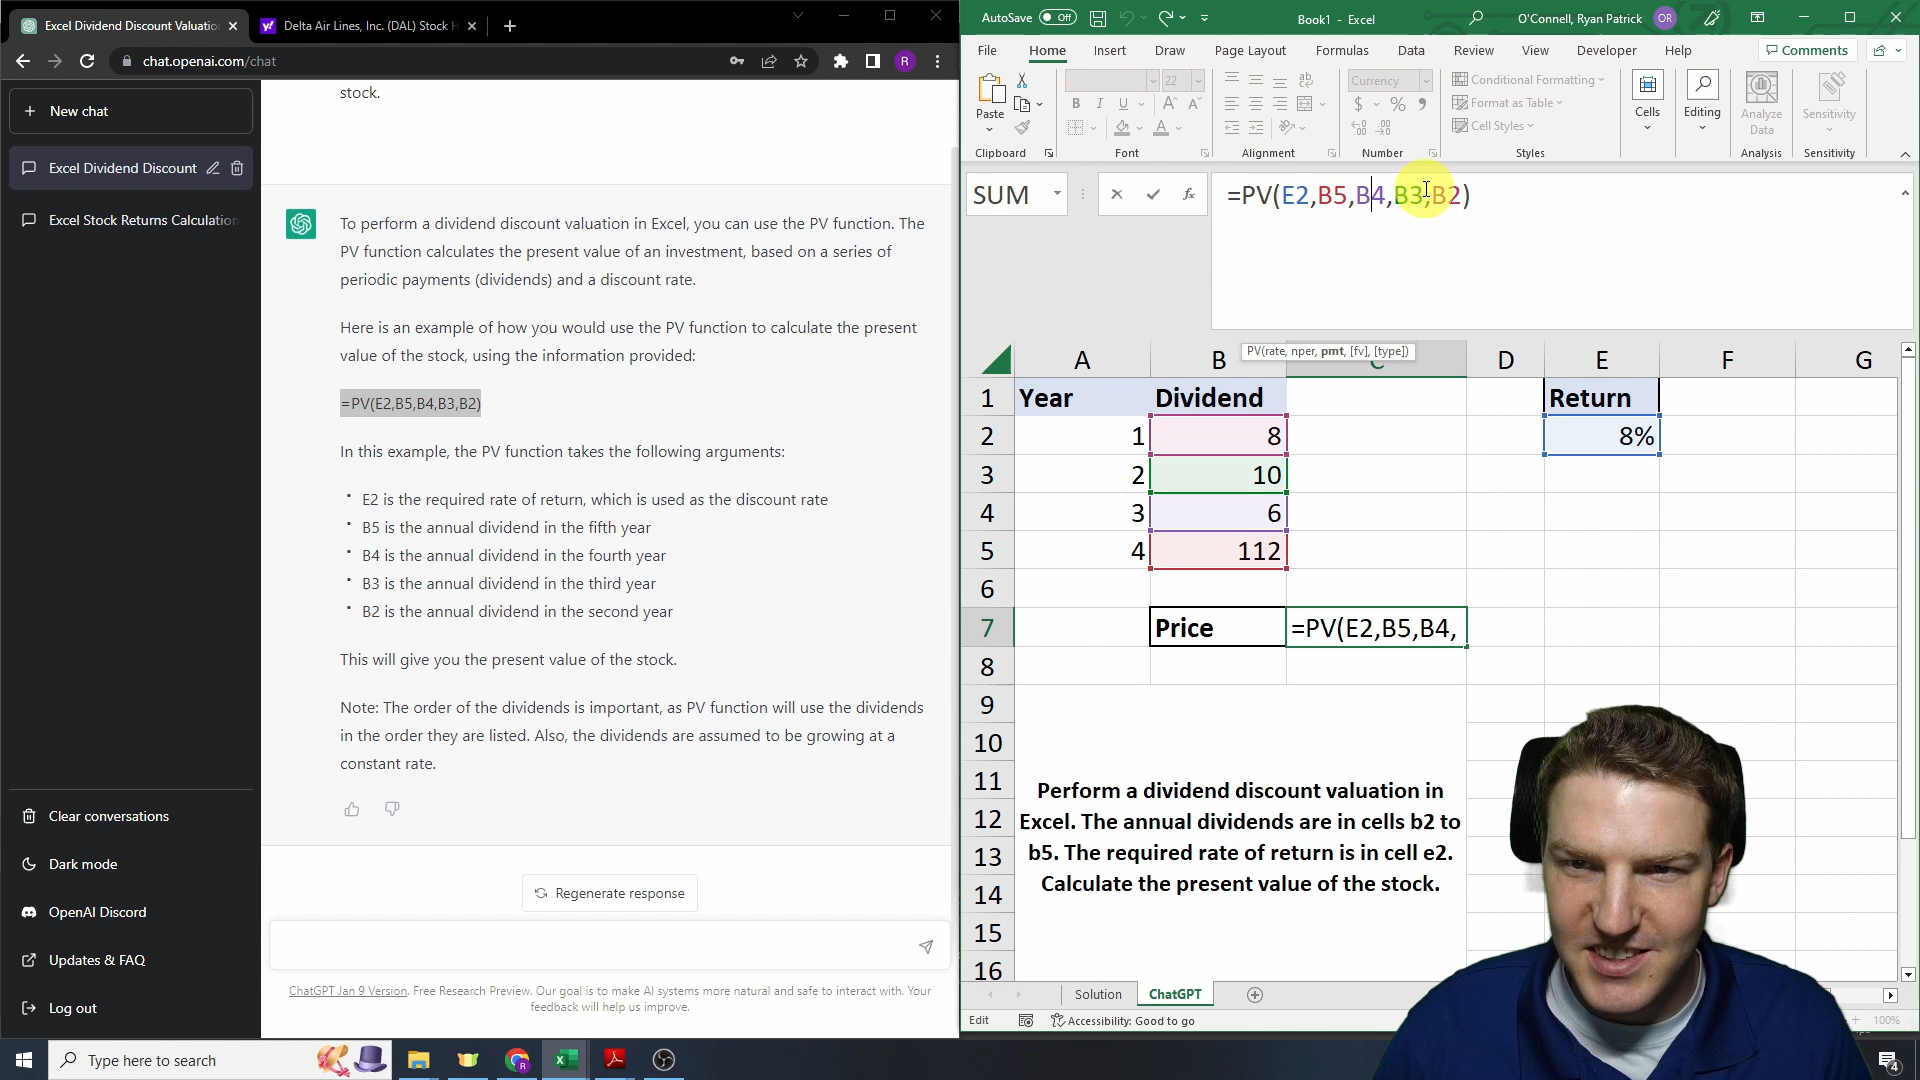 Excel Dividend Discount Valuatio
Delta Air Lines, Inc. (DAL) Stock H
chat.openai.com/chat
R
New chat
Excel Dividend Discount
Excel Stock Returns Calculation
Clear conversations
Dark mode
OpenAI Discord
Updates & FAQ
Log out
stock.
To perform a dividend discount valuation in Excel, you can use the PV function. The
PV function calculates the present value of an investment, based on a series of
periodic payments (dividends) and a discount rate.
Here is an example of how you would use the PV function to calculate the present
value of the stock, using the information provided:
=PV(E2,B5,B4,B3,B2)
In this example, the PV function takes the following arguments:
• E2 is the required rate of return, which is used as the discount rate
• B5 is the annual dividend in the fifth year
• B4 is the annual dividend in the fourth year
• B3 is the annual dividend in the third year
• B2 is the annual dividend in the second year
This will give you the present value of the stock.
Note: The order of the dividends is important, as PV function will use the dividends
in the order they are listed. Also, the dividends are assumed to be growing at a
constant rate.
Regenerate response
ChatGPT Jan 9 Version. Free Research Preview. Our goal is to make AI systems more natural and safe to interact with. Your
feedback will help us improve.
AutoSave Off
Book1 - Excel
O'Connell, Ryan Patrick OR
File Home Insert Draw Page Layout Formulas Data Review View Developer Help Comments
Paste
Clipboard
22
B I U A A
Font
ab
Alignment
Currency
$ % ,
Number
Conditional Formatting
Format as Table
Cell Styles
Styles
Cells
Editing
Analyze
Data
Analysis
Sensitivity
Sensitivity
SUM fx =PV(E2,B5,B4,B3,B2)
PV(rate, nper, pmt, [fv], [type])
A B C D E F G
1 Year Dividend Return
2 1 8 8%
3 2 10
4 3 6
5 4 112
6
7 Price =PV(E2,B5,B4,
8
9
10
11
12
13
14
15
16
Perform a dividend discount valuation in
Excel. The annual dividends are in cells b2 to
b5. The required rate of return is in cell e2.
Calculate the present value of the stock.
Solution ChatGPT
Edit Accessibility: Good to go 100%
Type here to search
R
4